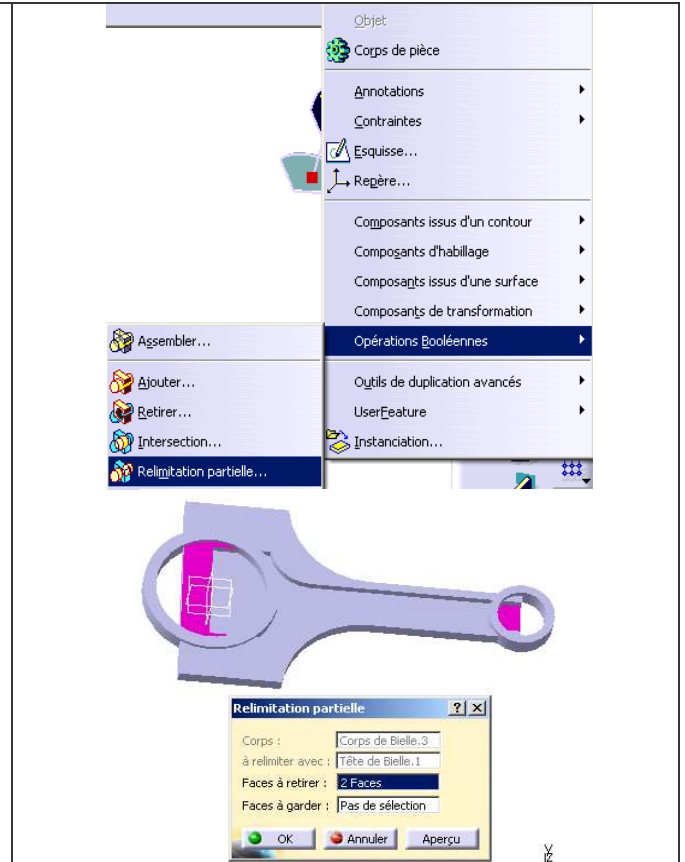 Objet
Corps de pièce
Annotations
Contraintes
Esquisse...
Repère...
Composants issus d'un contour
Composants d'habillage
Composants issus d'une surface
Composants de transformation
Opérations Booléennes
Outils de duplication avancés
UserFeature
Instanciation...
Assembler...
Ajouter...
Retirer...
Intersection...
Relimitation partielle...
Relimitation partielle
Corps : Corps de Bielle.3
à relimiter avec : Tête de Bielle.1
Faces à retirer : 2 Faces
Faces à garder : Pas de sélection
OK Annuler Aperçu